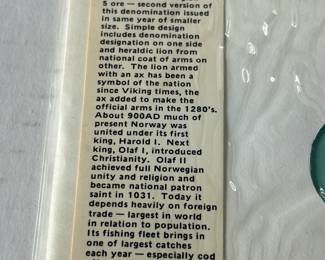 5 ore — second version of
this denomination issued
in same year of smaller
size. Simple design
includes denomination
designation on one side
and heraldic lion from
national coat of arms on
other. The lion armed
with an ax has been a
symbol of the nation
since Viking times, the
ax added to make the
official arms in the 1280's.
About 900AD much of
present Norway was
united under its first
king, Harold I. Next
king, Olaf I, introduced
Christianity. Olaf II
achieved full Norwegian
unity and religion and
became national patron
saint in 1031. Today it
depends heavily on foreign
trade — largest in world
in relation to population.
Its fishing fleet brings in
one of largest catches
each year — especially cod